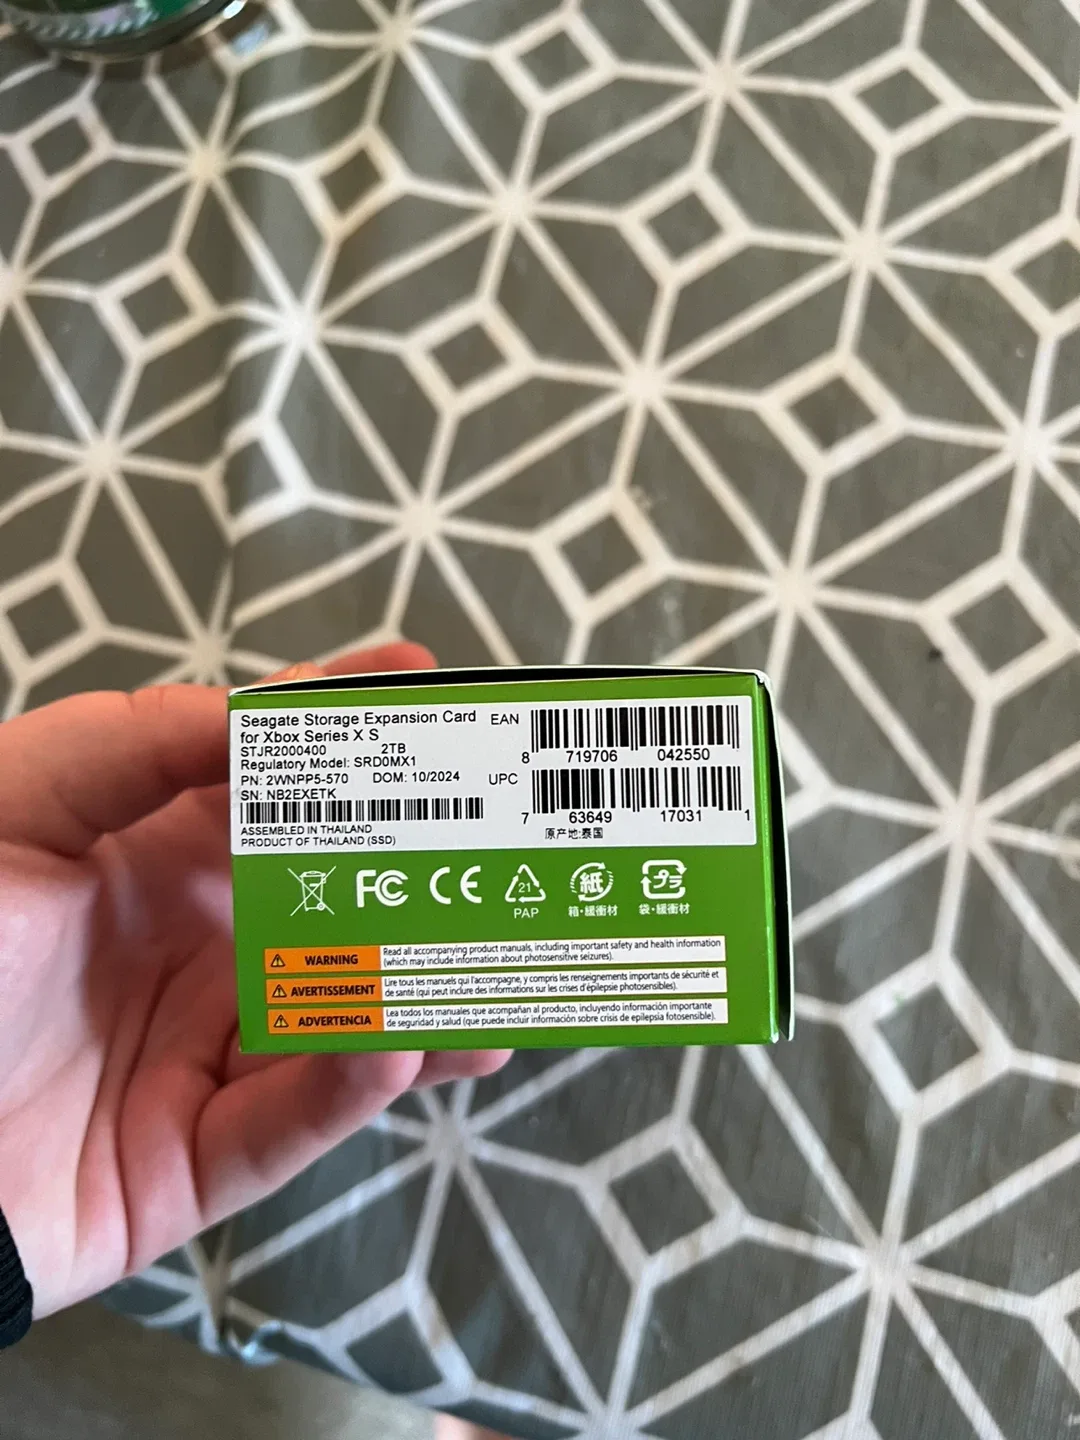 Seagate Storage Expansion Card
for Xbox Series X S
STJR2000400 2TB
Regulatory Model: SRD0MX1
PN: 2WNPP5-570 DOM: 10/2024
SN: NB2EXETK
ASSEMBLED IN THAILAND
PRODUCT OF THAILAND (SSD)
EAN
8 719706 042550
UPC
7 63649 17031 1
原产地:泰国
FC CE
21
PAP
紙
箱・緩衝材
プラ
袋・緩衝材
WARNING
Read all accompanying product manuals, including important safety and health information
(which may include information about photosensitive seizures).
AVERTISSEMENT
Lire tous les manuels qui l'accompagne, y compris les renseignements importants de sécurité et
de santé (qui peut inclure des informations sur les crises d'épilepsie photosensibles).
ADVERTENCIA
Lea todos los manuales que acompañan al producto, incluyendo información importante
de seguridad y salud (que puede incluir información sobre crisis de epilepsia fotosensible).